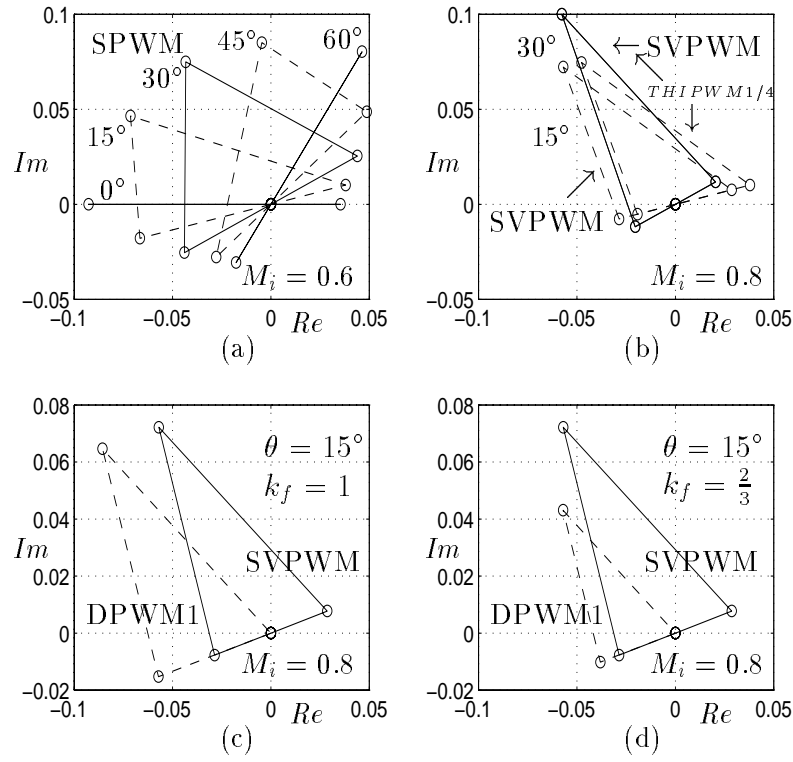 0.1
SPWM
45°
60°
30°
0.05
15°
Im
0°
0
M_i = 0.6
−0.05
−0.1
−0.05
0
0.05
Re
(a)
0.1
30°
SVPWM
THIPWM1/4
0.05
15°
Im
0
SVPWM
M_i = 0.8
−0.05
−0.1
−0.05
0
0.05
Re
(b)
0.08
θ = 15°
0.06
k_f = 1
0.04
Im
SVPWM
0.02
DPWM1
0
M_i = 0.8
−0.02
−0.1
−0.05
0
0.05
Re
(c)
0.08
θ = 15°
0.06
k_f = 2/3
0.04
Im
SVPWM
0.02
DPWM1
0
M_i = 0.8
−0.02
−0.1
−0.05
0
0.05
Re
(d)